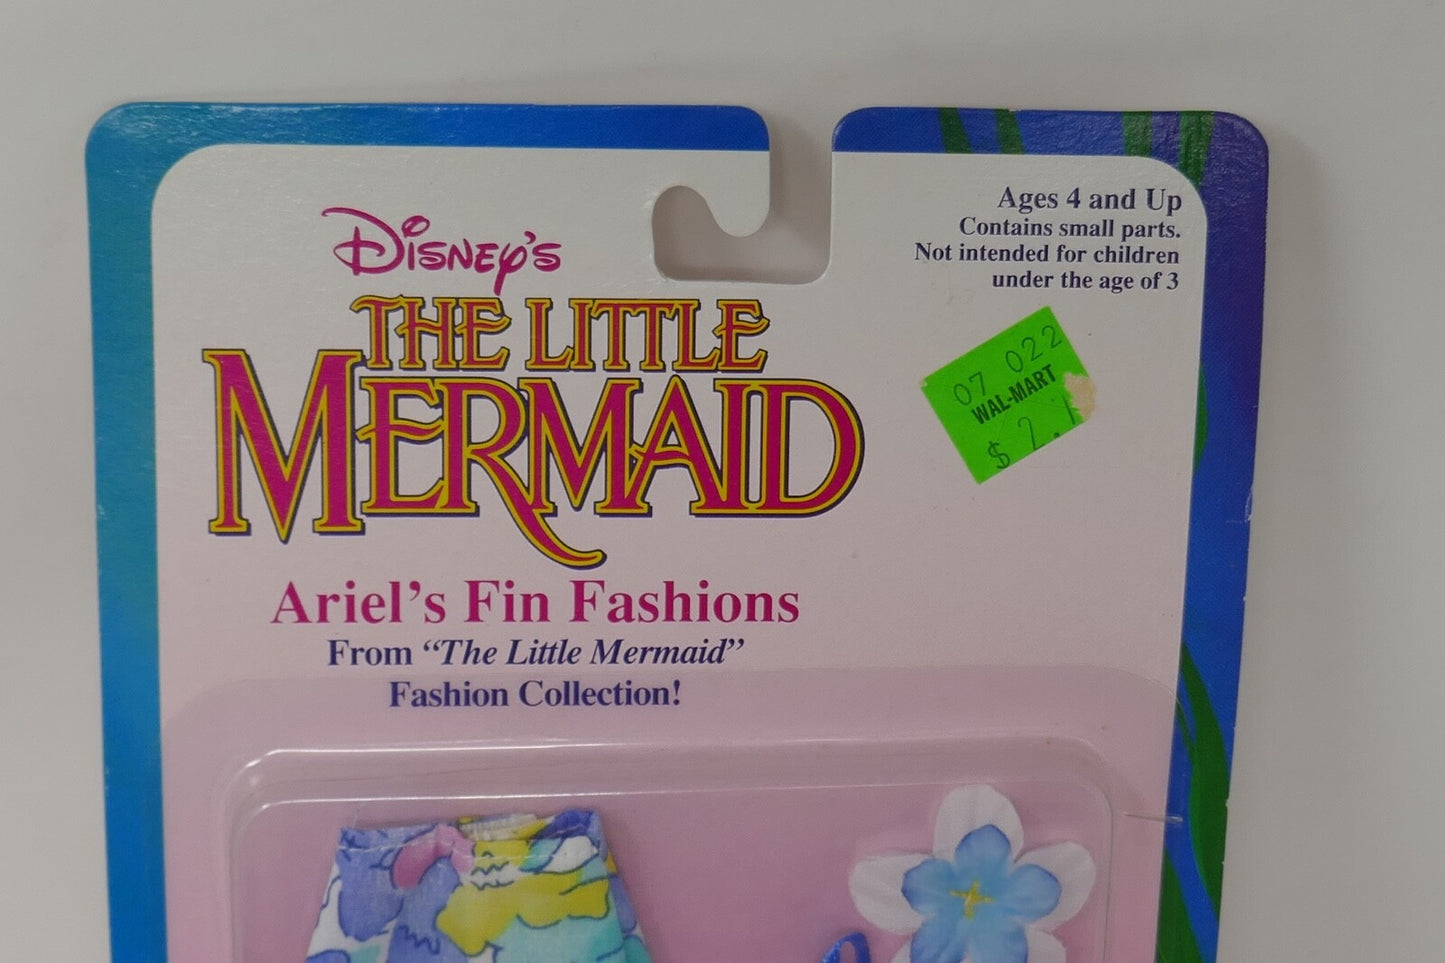 Disney's
THE LITTLE
MERMAID
Ariel's Fin Fashions
From “The Little Mermaid”
Fashion Collection!
Ages 4 and Up
Contains small parts.
Not intended for children
under the age of 3
07 022
WAL-MART
$ 2.